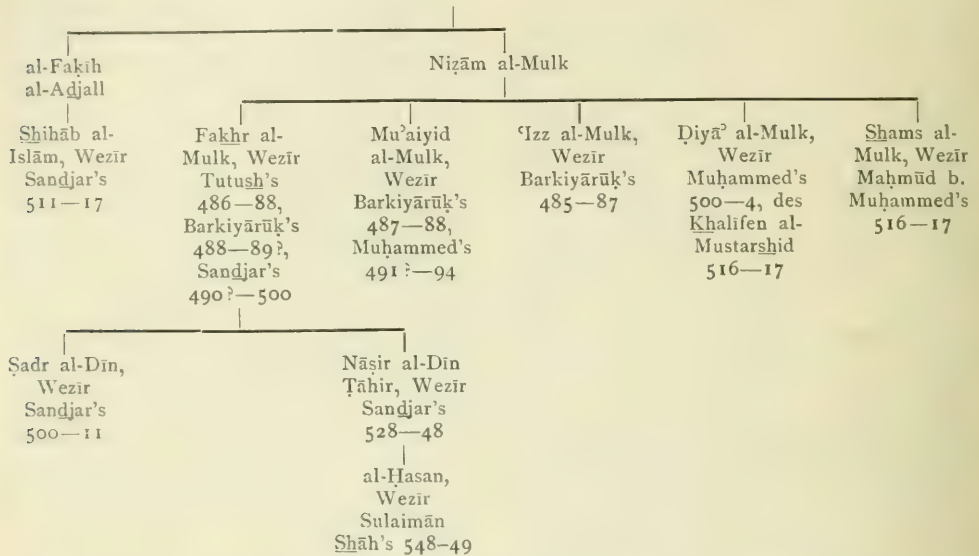 al-Faḳīh
al-Adjall
Niẓām al-Mulk
Shihāb al-
Islām, Wezīr
Sandjar's
511—17
Fakhr al-
Mulk, Wezīr
Tutush's
486—88,
Barkiyārūḳ's
488—89?,
Sandjar's
490?—500
Muʾaiyid
al-Mulk,
Wezīr
Barkiyārūḳ's
487—88,
Muḥammed's
491?—94
ʿIzz al-Mulk,
Wezīr
Barkiyārūḳ's
485—87
Ḍiyāʾ al-Mulk,
Wezīr
Muḥammed's
500—4, des
Khalīfen al-
Mustarshid
516—17
Shams al-
Mulk, Wezīr
Maḥmūd b.
Muḥammed's
516—17
Ṣadr al-Dīn,
Wezīr
Sandjar's
500—11
Nāṣir al-Dīn
Ṭāhir, Wezīr
Sandjar's
528—48
al-Ḥasan,
Wezīr
Sulaimān
Shāh's 548-49